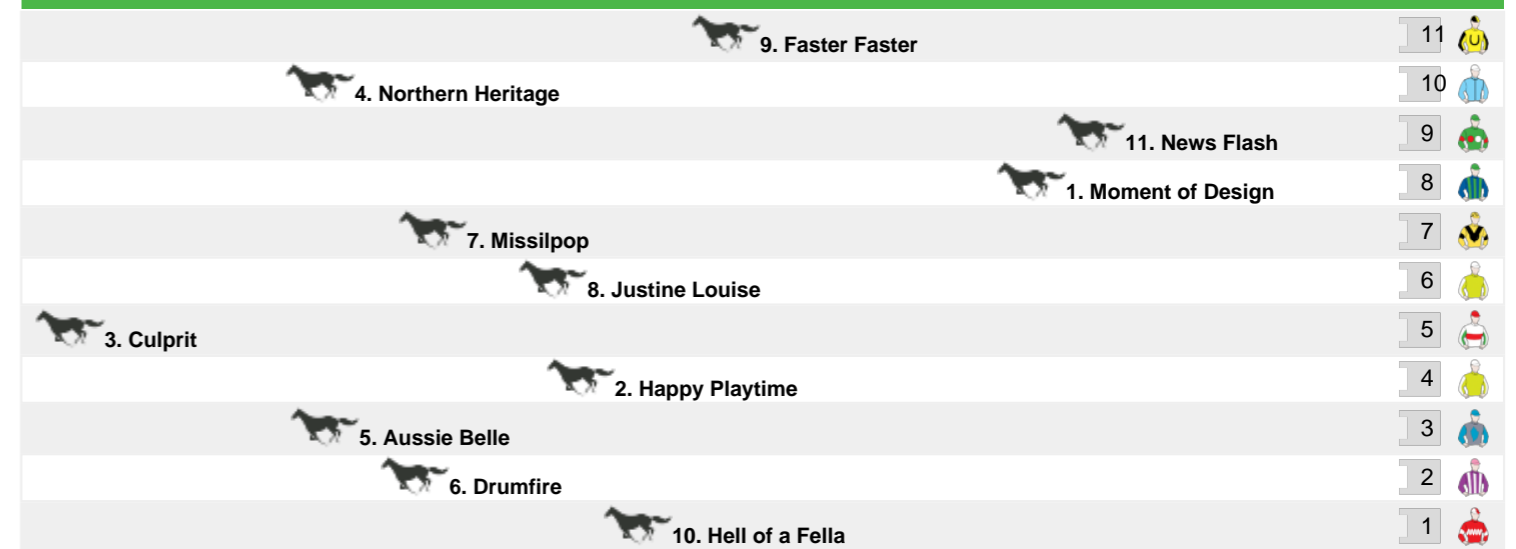 9. Faster Faster 11
4. Northern Heritage 10
11. News Flash 9
1. Moment of Design 8
7. Missilpop 7
8. Justine Louise 6
3. Culprit 5
2. Happy Playtime 4
5. Aussie Belle 3
6. Drumfire 2
10. Hell of a Fella 1